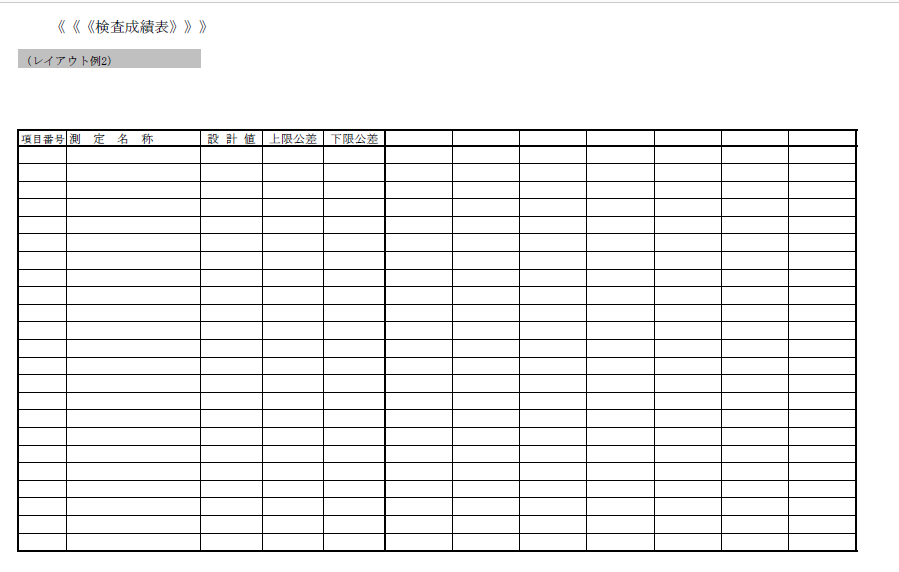 《《《検査成績表》》》
(レイアウト例2)
項目番号 測　定　名　称 設 計 値 上限公差 下限公差